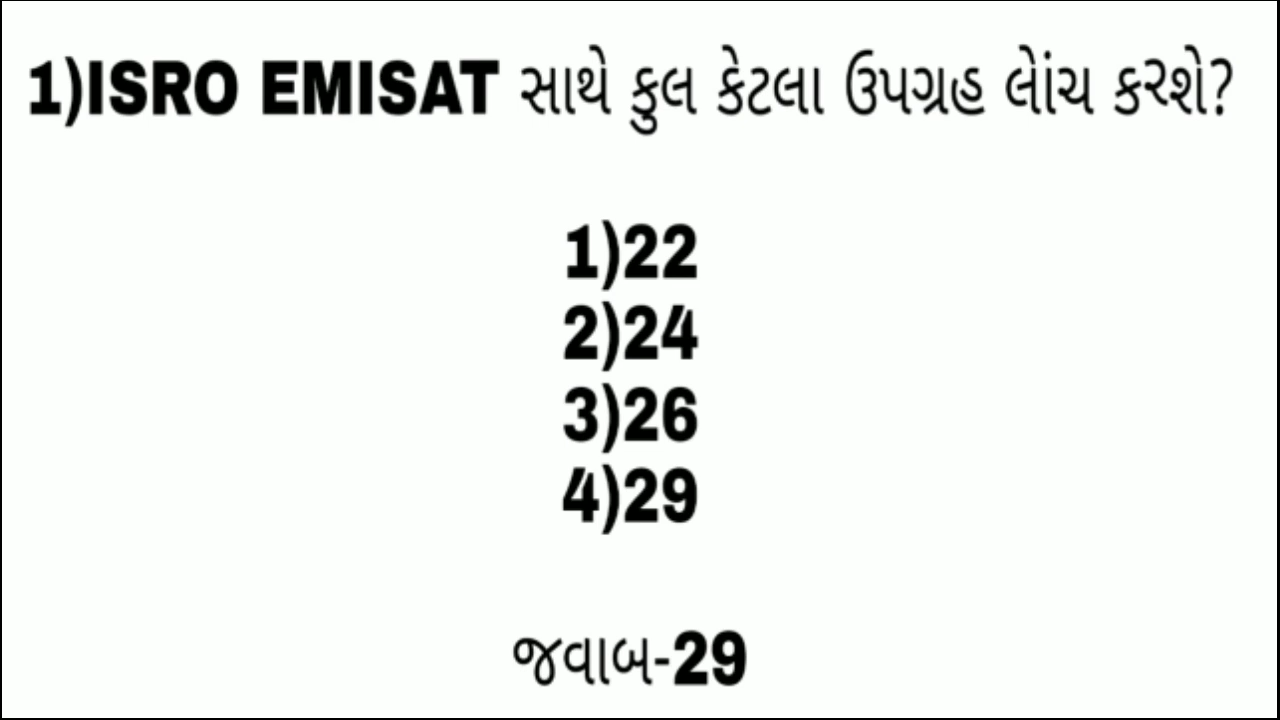 1)ISRO EMISAT સાથે કુલ કેટલા ઉપગ્રહ લેાંચ કરશે?
1)22
2)24
3)26
4)29
જવાબ-29